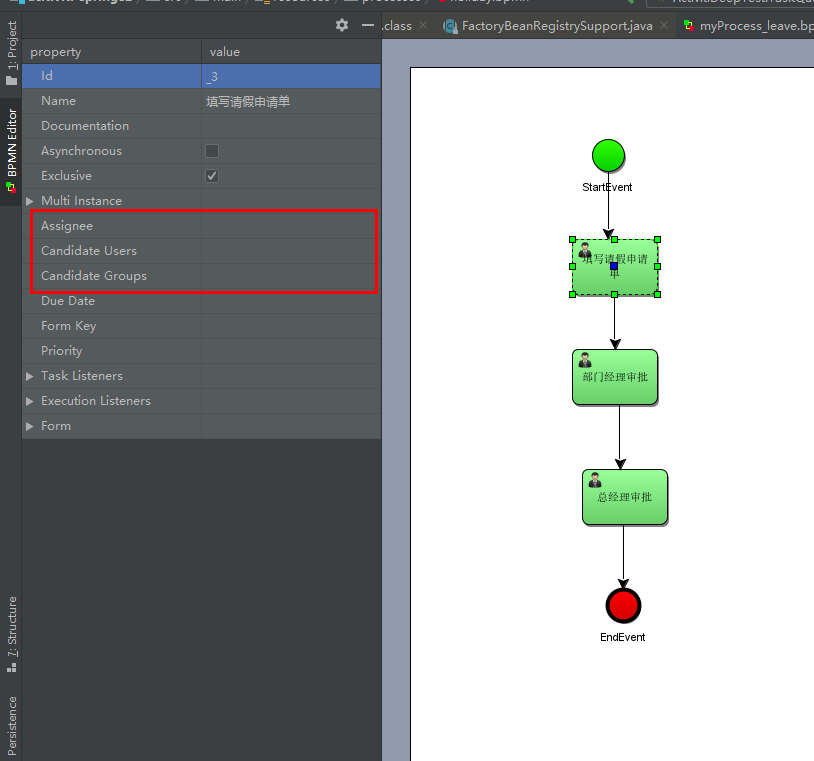 .class
FactoryBeanRegistrySupport.java
myProcess_leave.bp
1: Project
BPMN Editor
7: Structure
Persistence
property value
Id _3
Name 填写请假申请单
Documentation
Asynchronous
Exclusive
Multi Instance
Assignee
Candidate Users
Candidate Groups
Due Date
Form Key
Priority
Task Listeners
Execution Listeners
Form
StartEvent
填写请假申请
单
部门经理审批
总经理审批
EndEvent